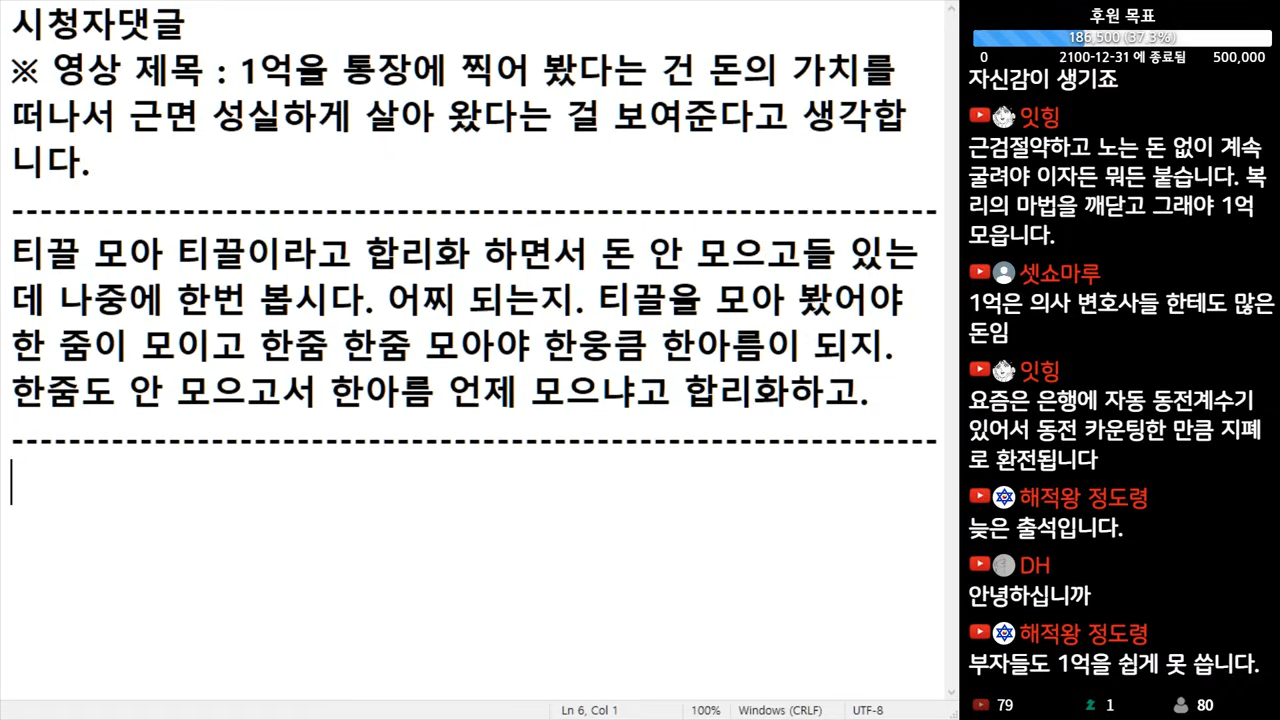 시청자댓글
※ 영상 제목 : 1억을 통장에 찍어 봤다는 건 돈의 가치를
떠나서 근면 성실하게 살아 왔다는 걸 보여준다고 생각합
니다.
----------------------------------------------------------------
티끌 모아 티끌이라고 합리화 하면서 돈 안 모으고들 있는
데 나중에 한번 봅시다. 어찌 되는지. 티끌을 모아 봤어야
한 줌이 모이고 한줌 한줌 모아야 한웅큼 한아름이 되지.
한줌도 안 모으고서 한아름 언제 모으냐고 합리화하고.
----------------------------------------------------------------
Ln 6, Col 1 100% Windows (CRLF) UTF-8
후원 목표
186,500 (37.3%)
0 2100-12-31 에 종료됨 500,000
자신감이 생기죠
잇힝
근검절약하고 노는 돈 없이 계속
굴려야 이자든 뭐든 붙습니다. 복
리의 마법을 깨닫고 그래야 1억
모읍니다.
셋쇼마루
1억은 의사 변호사들 한테도 많은
돈임
잇힝
요즘은 은행에 자동 동전계수기
있어서 동전 카운팅한 만큼 지폐
로 환전됩니다
해적왕 정도령
늦은 출석입니다.
DH
안녕하십니까
해적왕 정도령
부자들도 1억을 쉽게 못 씁니다.
79 1 80